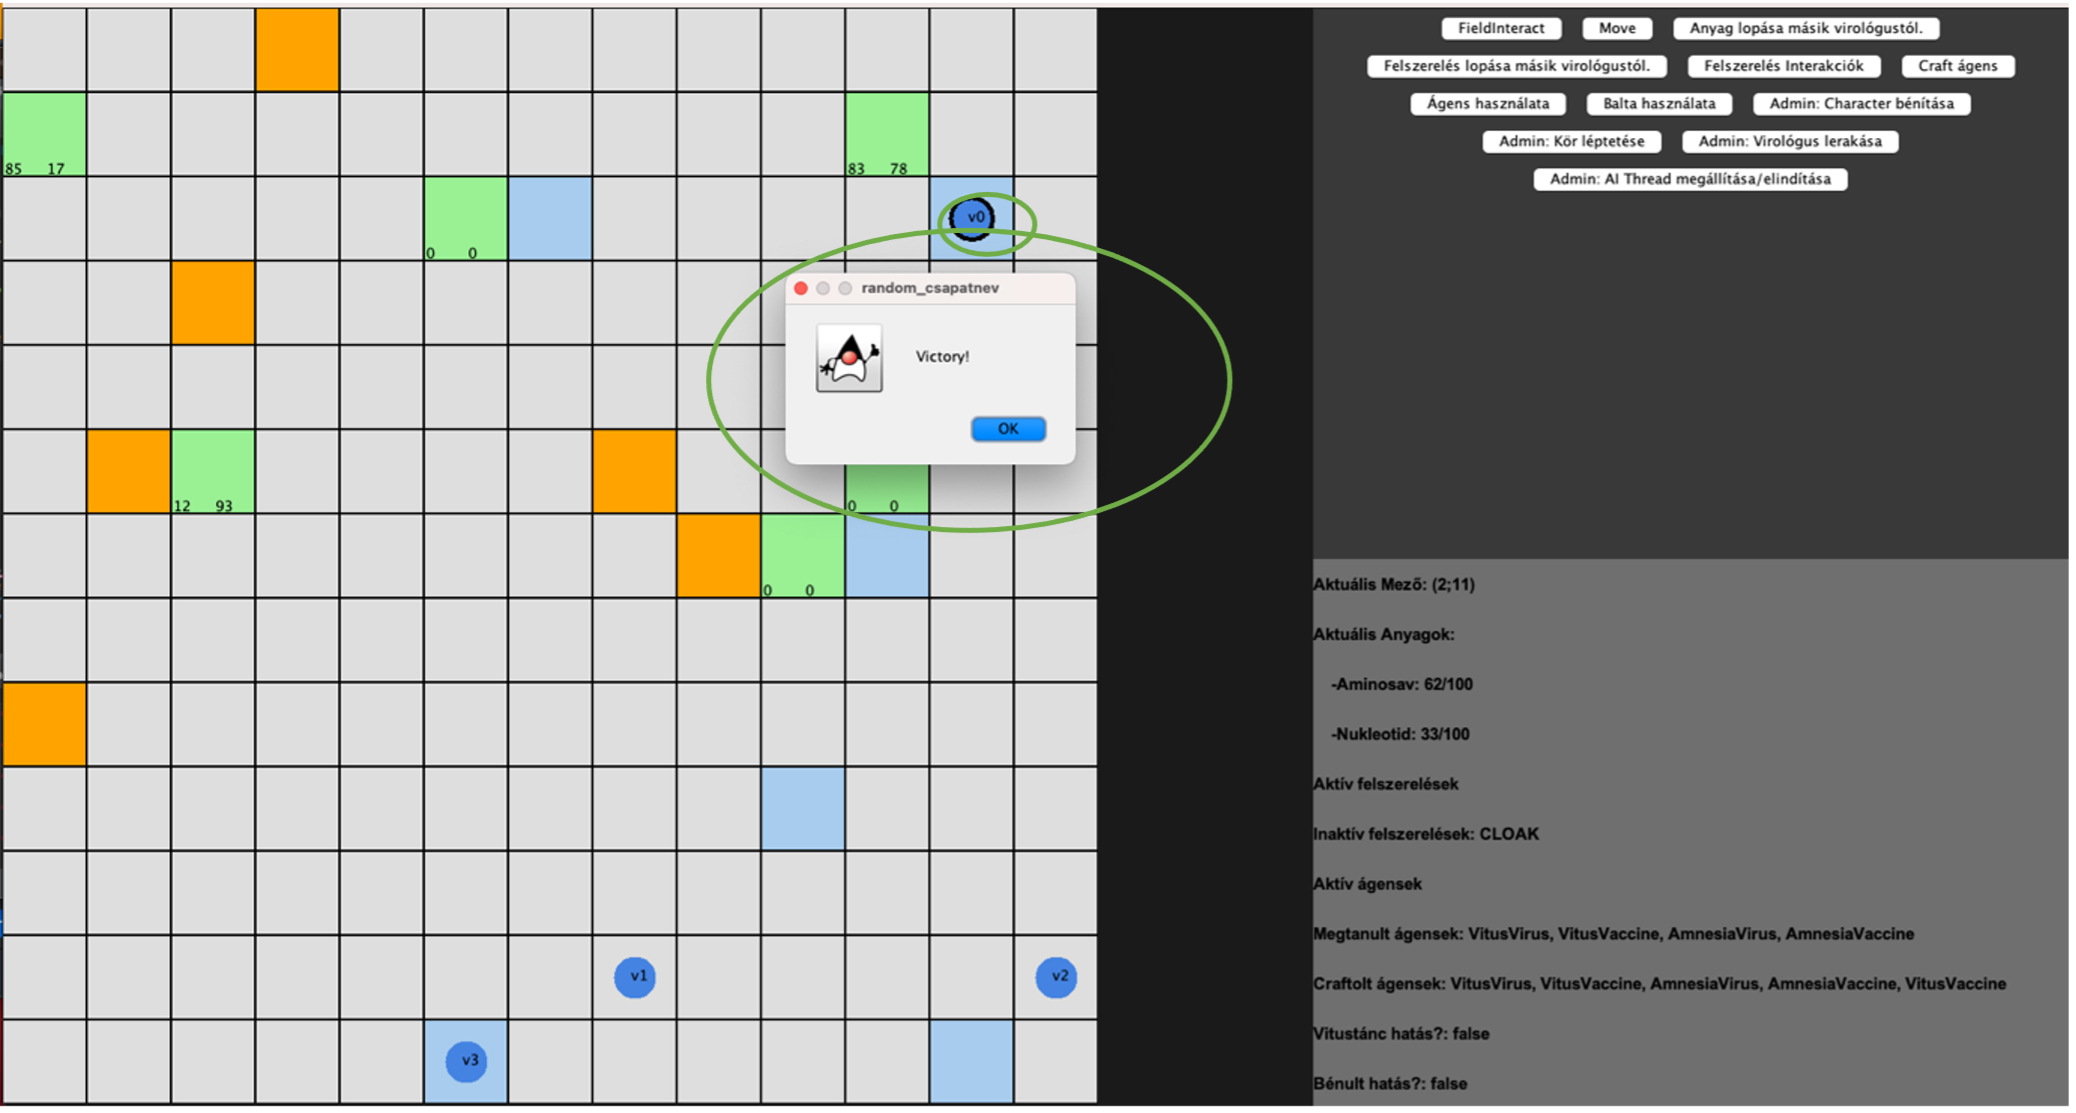 FieldInteract Move Anyag lopása másik virológustól.
Felszerelés lopása másik virológustól. Felszerelés Interakciók Craft ágens
Ágens használata Balta használata Admin: Character bénítása
Admin: Kör léptetése Admin: Virológus lerakása
Admin: AI Thread megállítása/elindítása
85 17
83 78
0 0
v0
random_csapatnev
Victory!
OK
12 93
0 0
0 0
v1
v2
v3
Aktuális Mező: (2;11)
Aktuális Anyagok:
-Aminosav: 62/100
-Nukleotid: 33/100
Aktív felszerelések
Inaktív felszerelések: CLOAK
Aktív ágensek
Megtanult ágensek: VitusVirus, VitusVaccine, AmnesiaVirus, AmnesiaVaccine
Craftolt ágensek: VitusVirus, VitusVaccine, AmnesiaVirus, AmnesiaVaccine, VitusVaccine
Vitustánc hatás?: false
Bénult hatás?: false